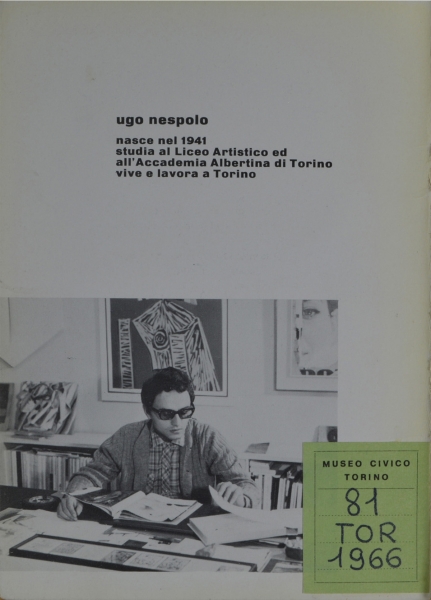 ugo nespolo
nasce nel 1941
studia al Liceo Artistico ed
all'Accademia Albertina di Torino
vive e lavora a Torino
MUSEO CIVICO
TORINO
81
TOR
1966